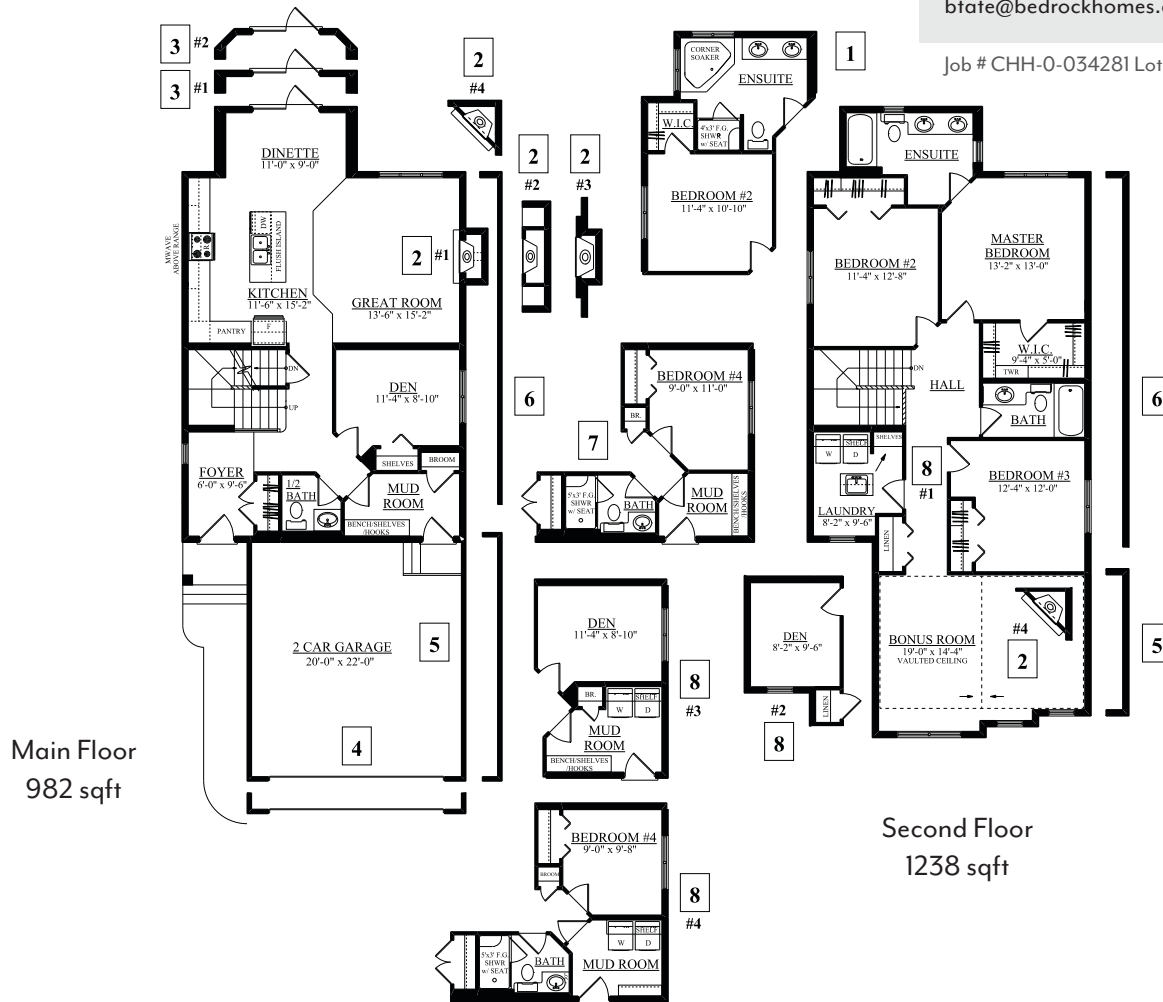 btate@bedrockhomes.
Job # CHH-0-034281 Lot
3 #2
3 #1
2
#4
DINETTE
11'-0" x 9'-0"
MWAVE
ABOVE RANGE
R
DW
FLUSH ISLAND
KITCHEN
11'-6" x 15'-2"
2 #1
GREAT ROOM
13'-6" x 15'-2"
PANTRY
F
DN
UP
DEN
11'-4" x 8'-10"
SHELVES
BROOM
FOYER
6'-0" x 9'-6"
1/2
BATH
MUD
ROOM
BENCH/SHELVES
/HOOKS
2 CAR GARAGE
20'-0" x 22'-0"
5
4
6
Main Floor
982 sqft
2
#2
2
#3
1
CORNER
SOAKER
ENSUITE
W.I.C.
4'x3' F.G.
SHWR
w/ SEAT
BEDROOM #2
11'-4" x 10'-10"
BEDROOM #4
9'-0" x 11'-0"
BR.
7
5'x3' F.G.
SHWR
w/ SEAT
BATH
MUD
ROOM
BENCH/SHELVES
/HOOKS
DEN
11'-4" x 8'-10"
BR.
SHELF
W
D
MUD
ROOM
BENCH/SHELVES
/HOOKS
8
#3
BEDROOM #4
9'-0" x 9'-8"
BROOM
SHELF
W
D
5'x3' F.G.
SHWR
w/ SEAT
BATH
MUD ROOM
8
#4
DEN
8'-2" x 9'-6"
LINEN
#2
8
ENSUITE
BEDROOM #2
11'-4" x 12'-8"
MASTER
BEDROOM
13'-2" x 13'-0"
W.I.C.
9'-4" x 5'-0"
TWR
DN
HALL
BATH
SHELVES
SHELF
W
D
8
#1
LAUNDRY
8'-2" x 9'-6"
LINEN
BEDROOM #3
12'-4" x 12'-0"
BONUS ROOM
19'-0" x 14'-4"
VAULTED CEILING
#4
2
6
5
Second Floor
1238 sqft